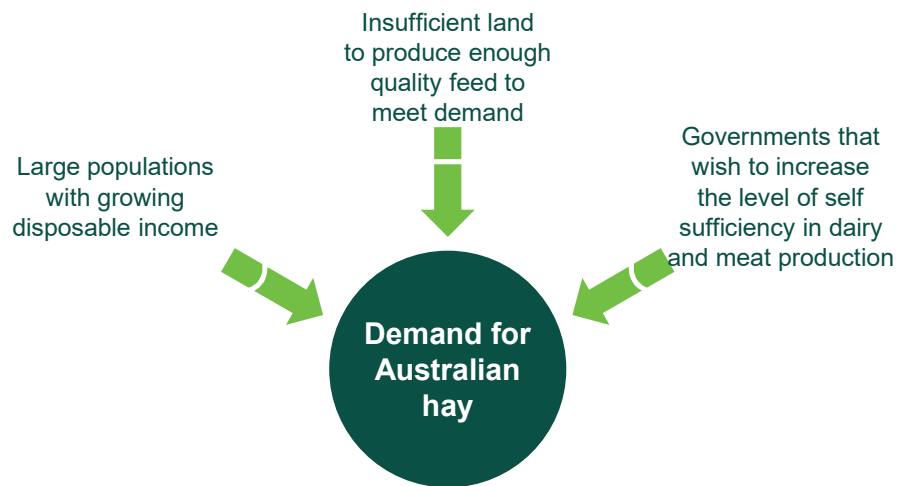 Insufficient land
to produce enough
quality feed to
meet demand
Large populations
with growing
disposable income
Governments that
wish to increase
the level of self
sufficiency in dairy
and meat production
Demand for
Australian
hay